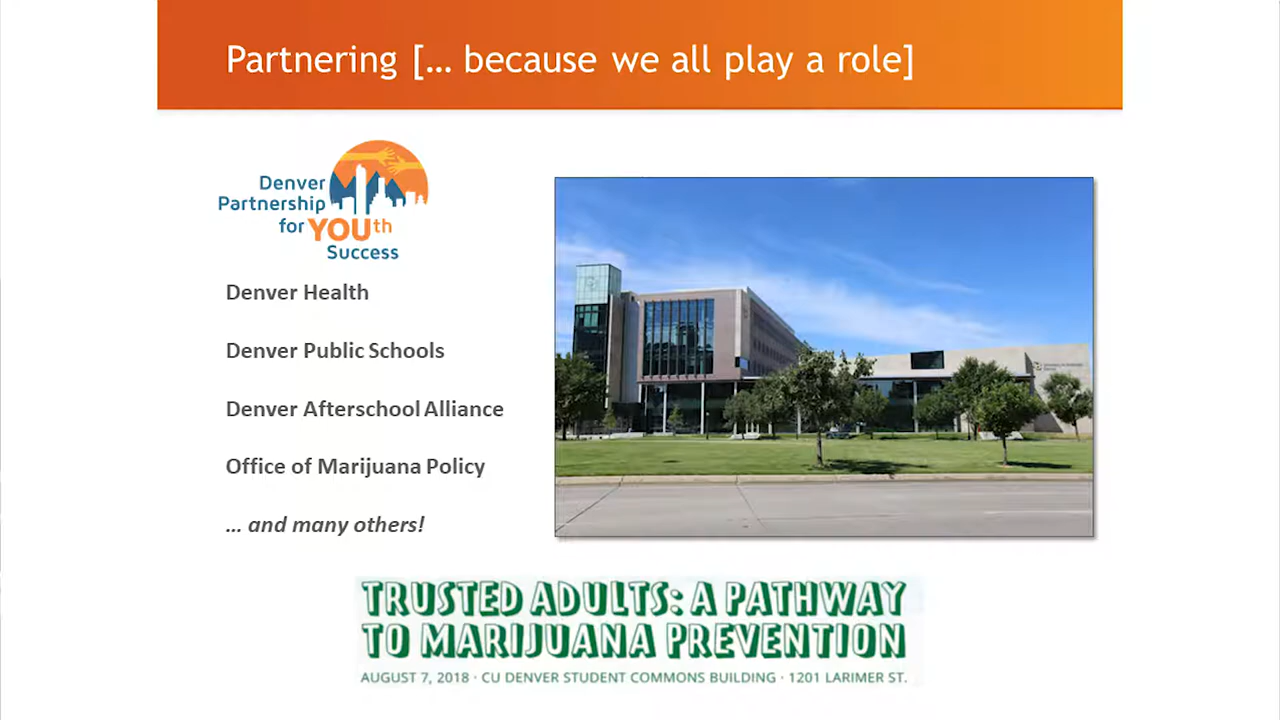 Partnering [... because we all play a role]
Denver
Partnership
for YOUth
Success
Denver Health
Denver Public Schools
Denver Afterschool Alliance
Office of Marijuana Policy
... and many others!
TRUSTED ADULTS: A PATHWAY
TO MARIJUANA PREVENTION
AUGUST 7, 2018 · CU DENVER STUDENT COMMONS BUILDING · 1201 LARIMER ST.